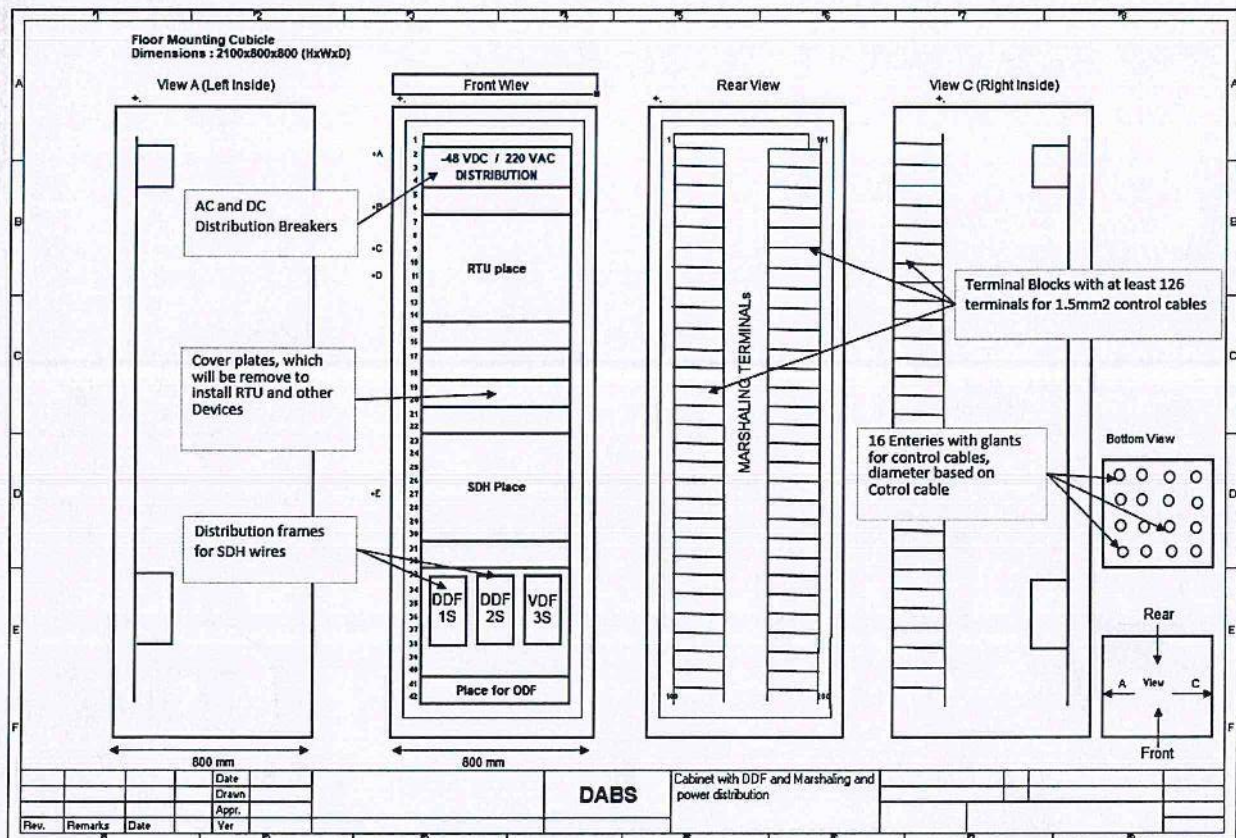 Floor Mounting Cubicle
Dimensions : 2100x800x800 (HxWxD)
View A (Left Inside)
Front Wiev
Rear View
View C (Right Inside)
-48 VDC / 220 VAC
DISTRIBUTION
AC and DC
Distribution Breakers
RTU place
Terminal Blocks with at least 126
terminals for 1.5mm2 control cables
Cover plates, which
will be remove to
install RTU and other
Devices
MARSHALING TERMINALs
16 Enteries with glants
for control cables,
diameter based on
Cotrol cable
Bottom View
SDH Place
Distribution frames
for SDH wires
DDF
1S
DDF
2S
VDF
3S
Place for ODF
Rear
A View C
Front
800 mm
800 mm
Date
Drawn
Appr.
Rev. Remarks Date Ver
DABS
Cabinet with DDF and Marshaling and
power distribution